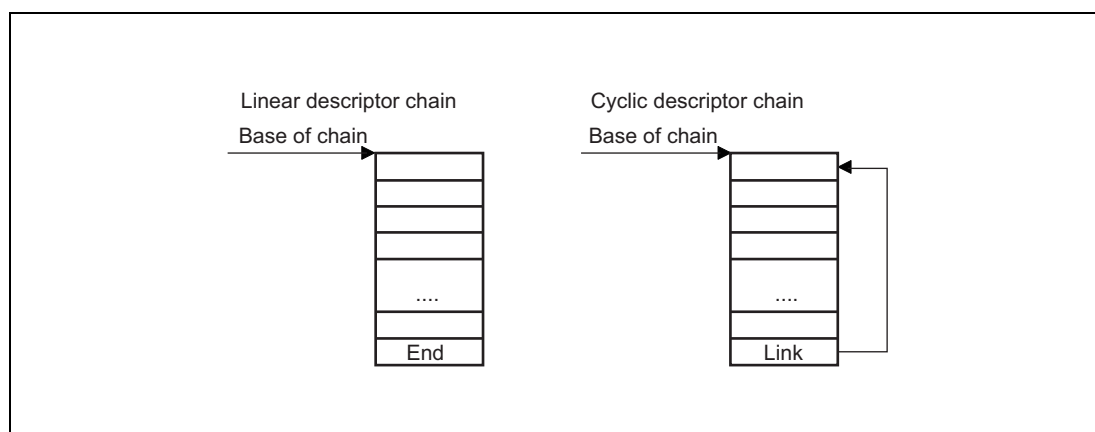 Linear descriptor chain
Base of chain
....
End
Cyclic descriptor chain
Base of chain
....
Link